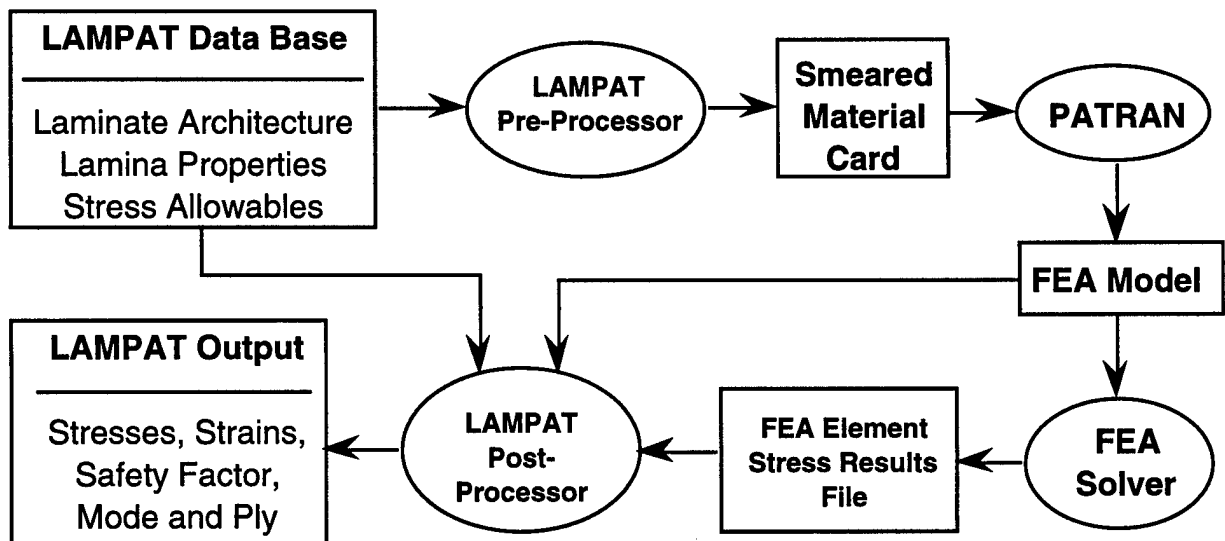 LAMPAT Data Base
Laminate Architecture
Lamina Properties
Stress Allowables
LAMPAT
Pre-Processor
Smeared
Material
Card
PATRAN
FEA Model
FEA
Solver
FEA Element
Stress Results
File
LAMPAT
Post-
Processor
LAMPAT Output
Stresses, Strains,
Safety Factor,
Mode and Ply